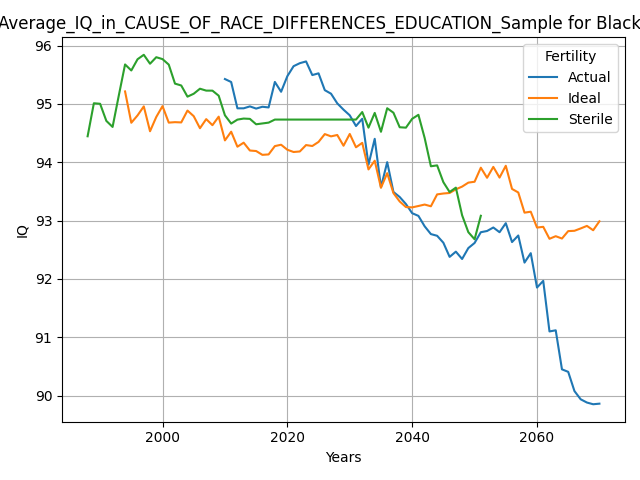 Average_IQ_in_CAUSE_OF_RACE_DIFFERENCES_EDUCATION_Sample for Black
Fertility
Actual
Ideal
Sterile
96
95
94
93
92
91
90
IQ
2000 2020 2040 2060
Years